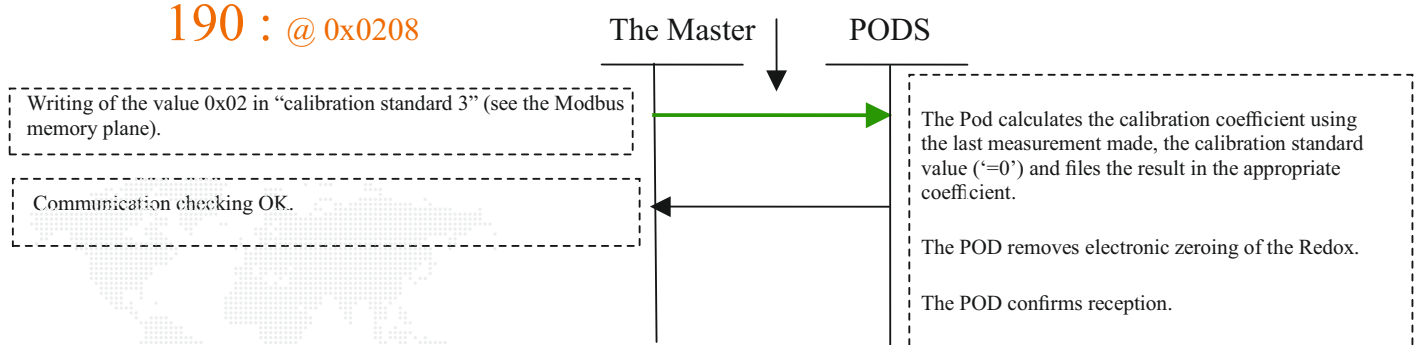 190 : @ 0x0208
The Master
PODS
Writing of the value 0x02 in “calibration standard 3” (see the Modbus
memory plane).
Communication checking OK.
The Pod calculates the calibration coefficient using
the last measurement made, the calibration standard
value (‘=0’) and files the result in the appropriate
coefficient.
The POD removes electronic zeroing of the Redox.
The POD confirms reception.